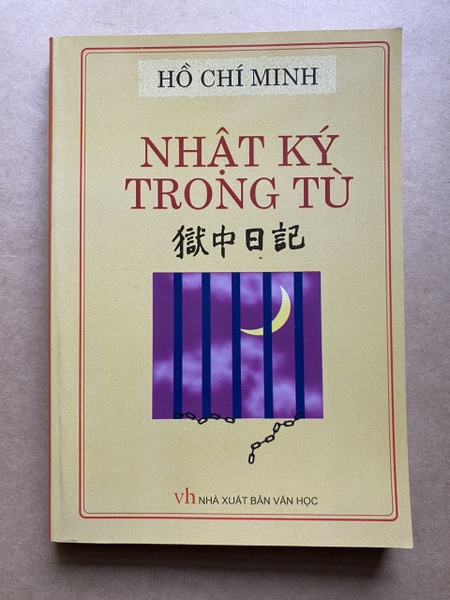 HỒ CHÍ MINH
NHẬT KÝ
TRONG TÙ
獄中日記
vh NHÀ XUẤT BẢN VĂN HỌC